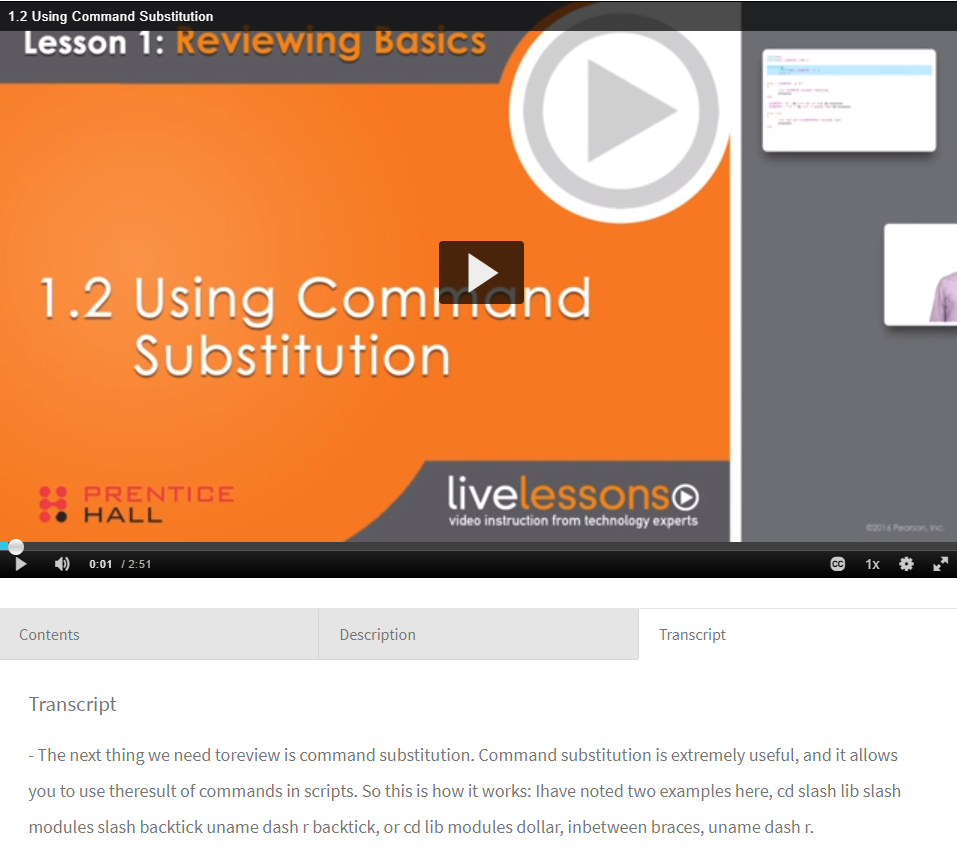 1.2 Using Command Substitution
Lesson 1: Reviewing Basics
1.2 Using Command
Substitution
PRENTICE
HALL
livelessons
video instruction from technology experts
©2016 Pearson, Inc.
0:01 / 2:51
CC
1x
Contents
Description
Transcript
Transcript
- The next thing we need toreview is command substitution. Command substitution is extremely useful, and it allows
you to use theresult of commands in scripts. So this is how it works: Ihave noted two examples here, cd slash lib slash
modules slash backtick uname dash r backtick, or cd lib modules dollar, inbetween braces, uname dash r.